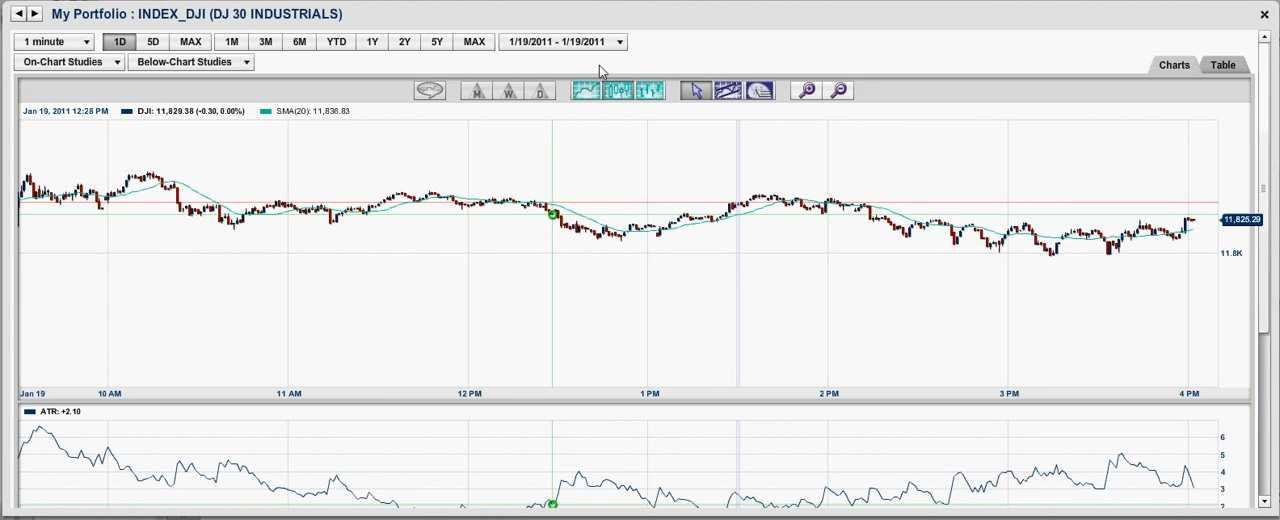 My Portfolio : INDEX_DJI (DJ 30 INDUSTRIALS)
1 minute 1D 5D MAX 1M 3M 6M YTD 1Y 2Y 5Y MAX 1/19/2011 - 1/19/2011
On-Chart Studies Below-Chart Studies Charts Table
M W D
Jan 19, 2011 12:28 PM DJI: 11,829.38 (-0.30, 0.00%) SMA(20): 11,836.83
11,825.29
11.8K
Jan 19 10 AM 11 AM 12 PM 1 PM 2 PM 3 PM 4 PM
ATR: +2.10
6
5
4
3
2